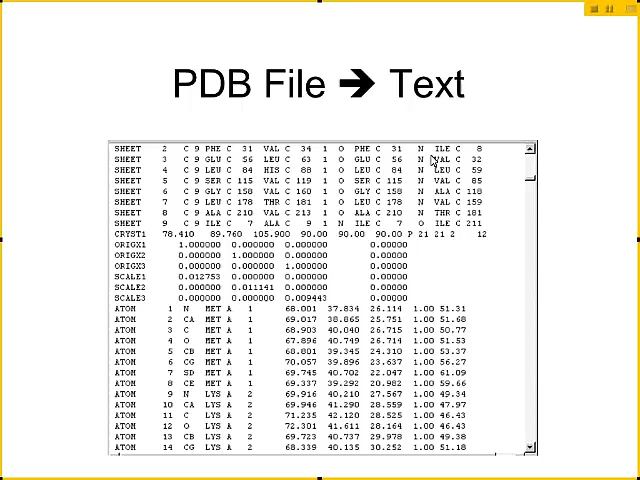 PDB File ➔ Text
SHEET 2 C 9 PHE C 31 VAL C 34 1 O PHE C 31 N ILE C 8
SHEET 3 C 9 GLU C 56 LEU C 63 1 O GLU C 56 N VAL C 32
SHEET 4 C 9 LEU C 84 HIS C 88 1 O LEU C 84 N LEU C 59
SHEET 5 C 9 SER C 115 VAL C 119 1 O SER C 115 N VAL C 85
SHEET 6 C 9 GLY C 158 VAL C 160 1 O GLY C 158 N ALA C 118
SHEET 7 C 9 LEU C 178 THR C 181 1 O LEU C 178 N VAL C 159
SHEET 8 C 9 ALA C 210 VAL C 213 1 O ALA C 210 N THR C 181
SHEET 9 C 9 ILE C 7 ALA C 9 1 N ILE C 7 O ILE C 211
CRYST1 78.410 89.760 105.900 90.00 90.00 90.00 P 21 21 2 12
ORIGX1 1.000000 0.000000 0.000000 0.00000
ORIGX2 0.000000 1.000000 0.000000 0.00000
ORIGX3 0.000000 0.000000 1.000000 0.00000
SCALE1 0.012753 0.000000 0.000000 0.00000
SCALE2 0.000000 0.011141 0.000000 0.00000
SCALE3 0.000000 0.000000 0.009443 0.00000
ATOM 1 N MET A 1 68.001 37.834 26.114 1.00 51.31
ATOM 2 CA MET A 1 69.017 38.865 25.751 1.00 51.68
ATOM 3 C MET A 1 68.903 40.040 26.715 1.00 50.77
ATOM 4 O MET A 1 67.896 40.749 26.714 1.00 51.53
ATOM 5 CB MET A 1 68.801 39.345 24.310 1.00 53.37
ATOM 6 CG MET A 1 70.057 39.896 23.637 1.00 56.27
ATOM 7 SD MET A 1 69.745 40.702 22.047 1.00 61.09
ATOM 8 CE MET A 1 69.337 39.292 20.982 1.00 59.66
ATOM 9 N LYS A 2 69.916 40.210 27.567 1.00 49.34
ATOM 10 CA LYS A 2 69.946 41.290 28.559 1.00 47.97
ATOM 11 C LYS A 2 71.235 42.120 28.525 1.00 46.43
ATOM 12 O LYS A 2 72.301 41.611 28.164 1.00 46.43
ATOM 13 CB LYS A 2 69.723 40.737 29.978 1.00 49.38
ATOM 14 CG LYS A 2 68.339 40.135 30.252 1.00 51.18